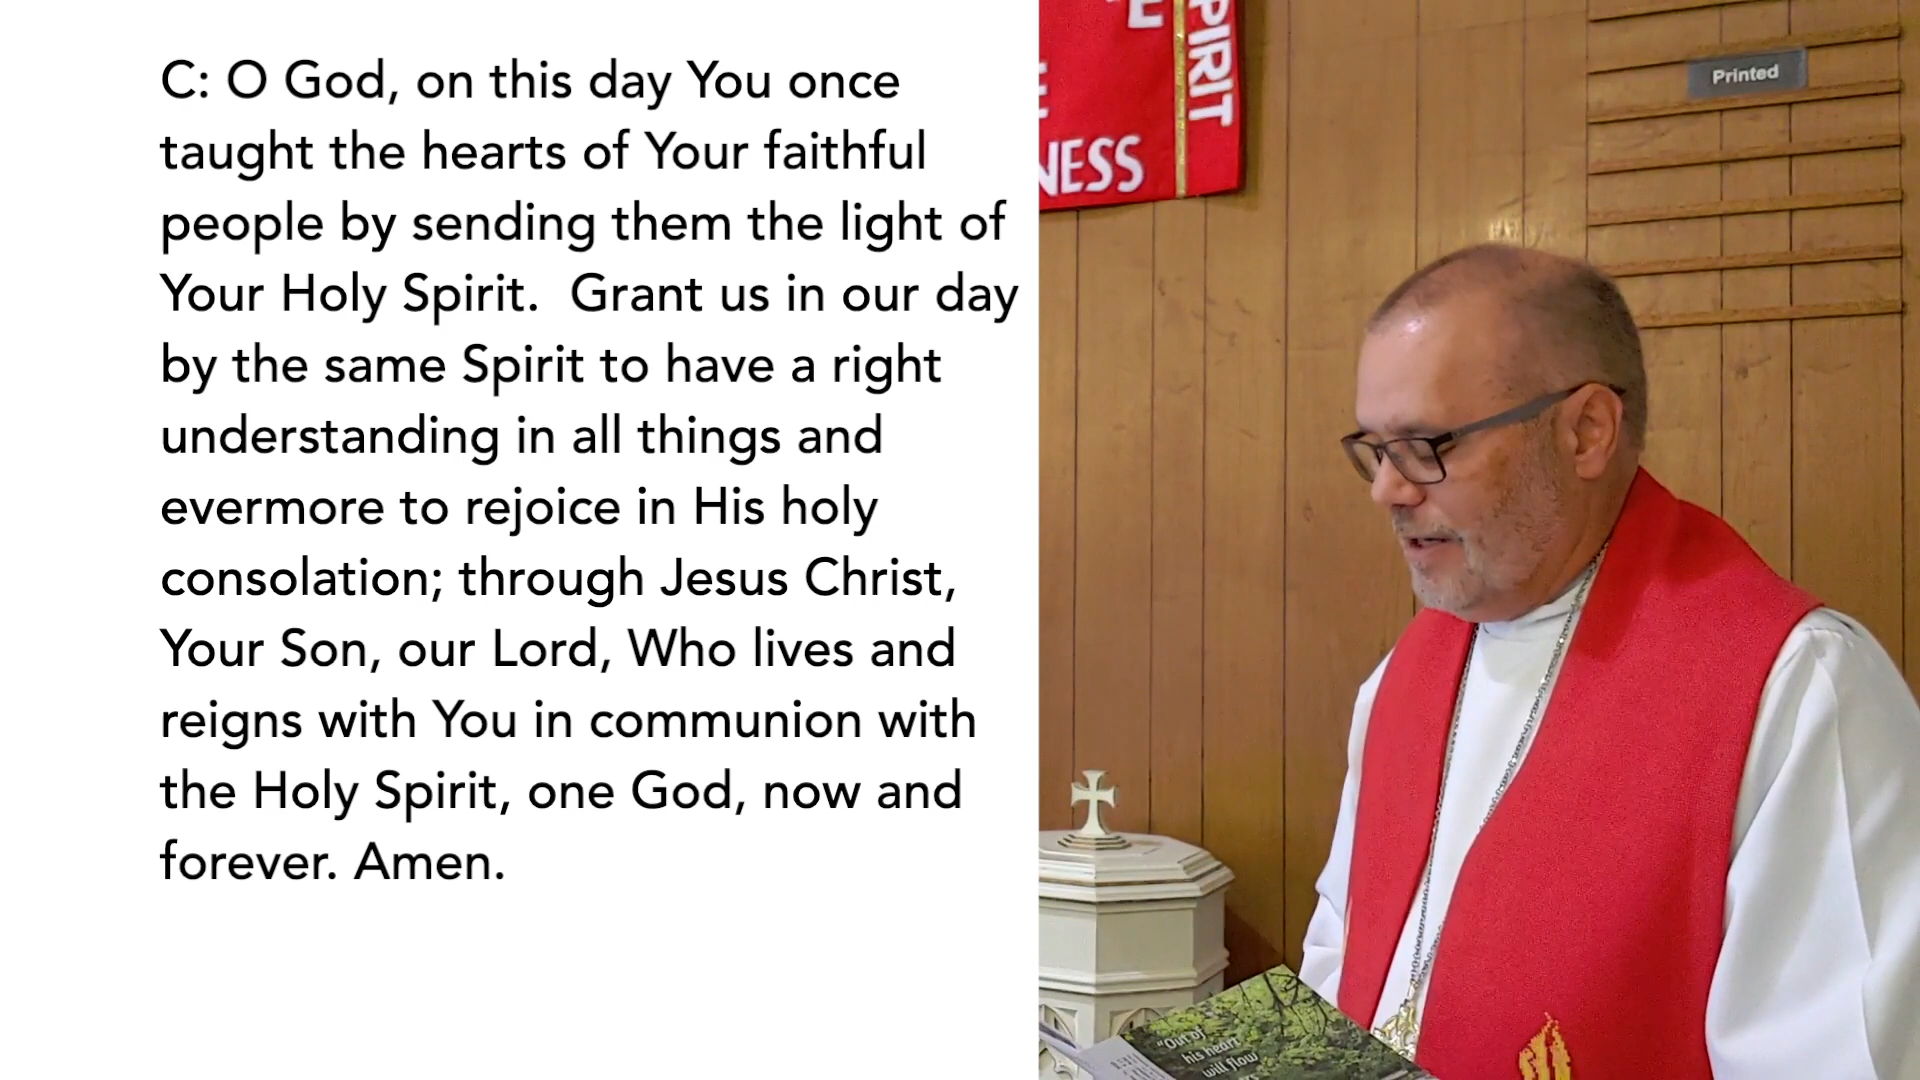 C: O God, on this day You once
taught the hearts of Your faithful
people by sending them the light of
Your Holy Spirit.  Grant us in our day
by the same Spirit to have a right
understanding in all things and
evermore to rejoice in His holy
consolation; through Jesus Christ,
Your Son, our Lord, Who lives and
reigns with You in communion with
the Holy Spirit, one God, now and
forever. Amen.
PIRIT
NESS
Printed
"Out of
his heart
will flow